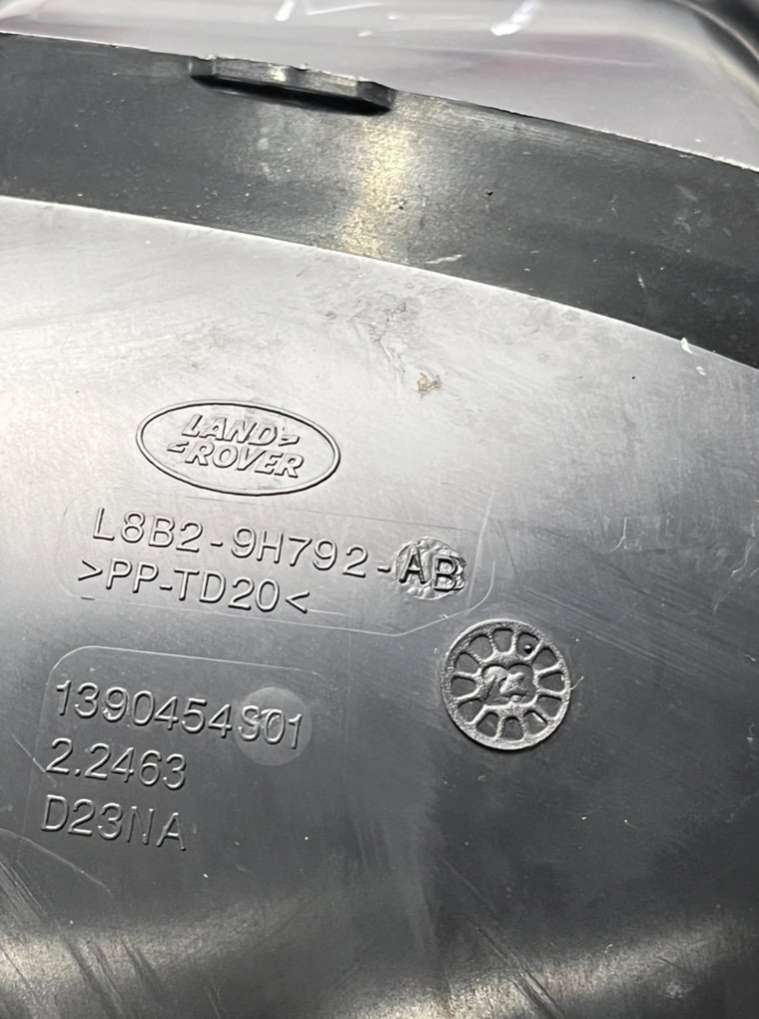 LAND-
-ROVER
L8B2-9H792-AB
>PP-TD20<
1390454S01
2.2463
D23NA